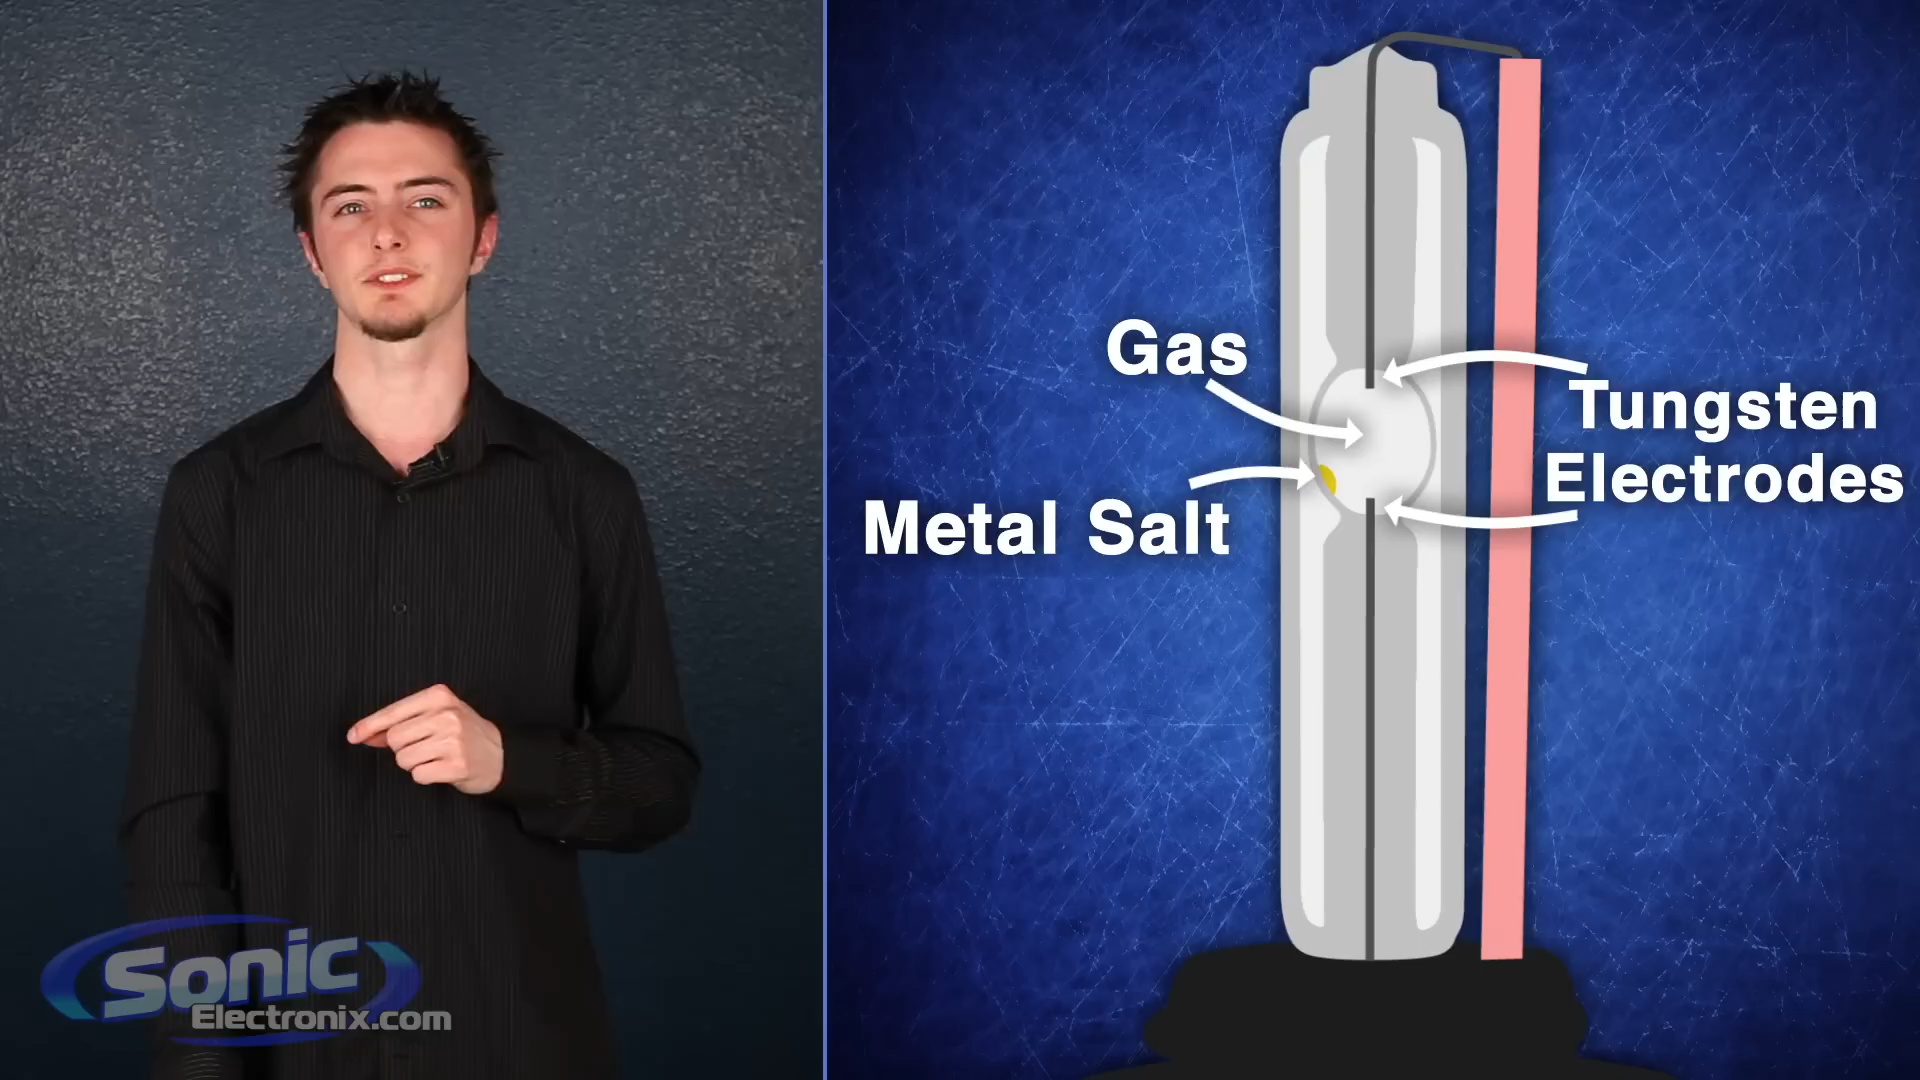 Gas
Metal Salt
Tungsten
Electrodes
Sonic
Electronix.com